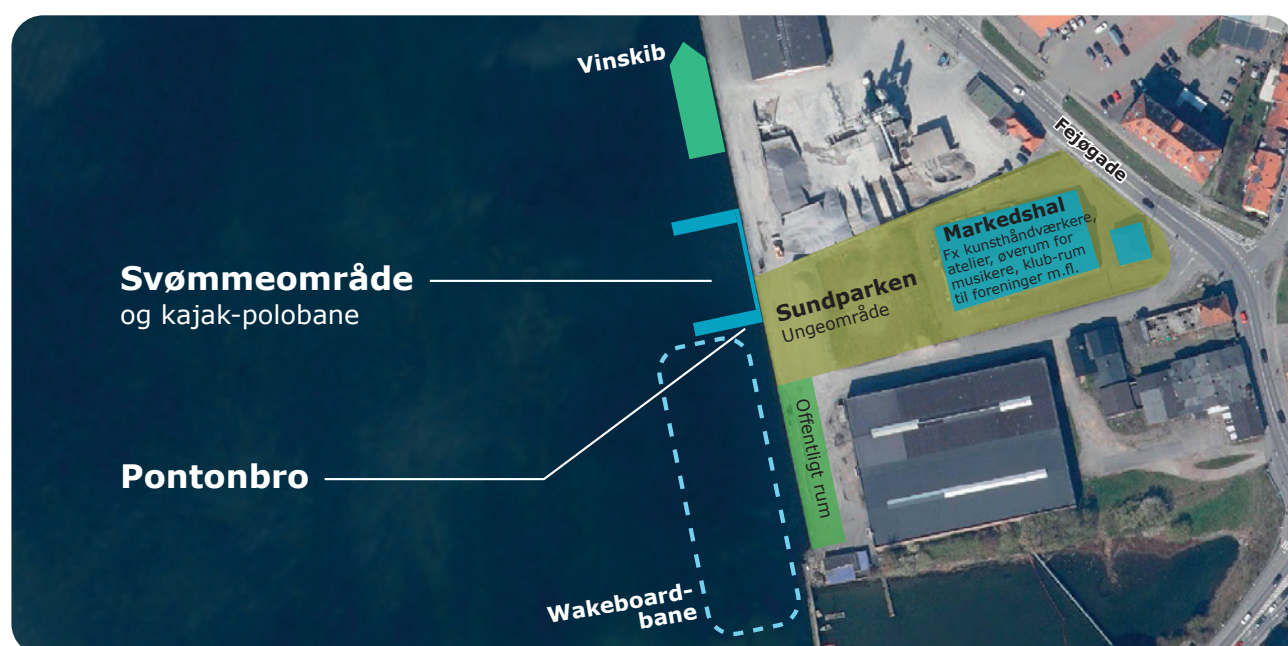 Vinskib
Fejøgade
Markedshal
Fx kunsthåndværkere,
atelier, øverum for
musikere, klub-rum
til foreninger m.fl.
Svømmeområde
og kajak-polobane
Sundparken
Ungeområde
Offentligt rum
Pontonbro
Wakeboard-
bane